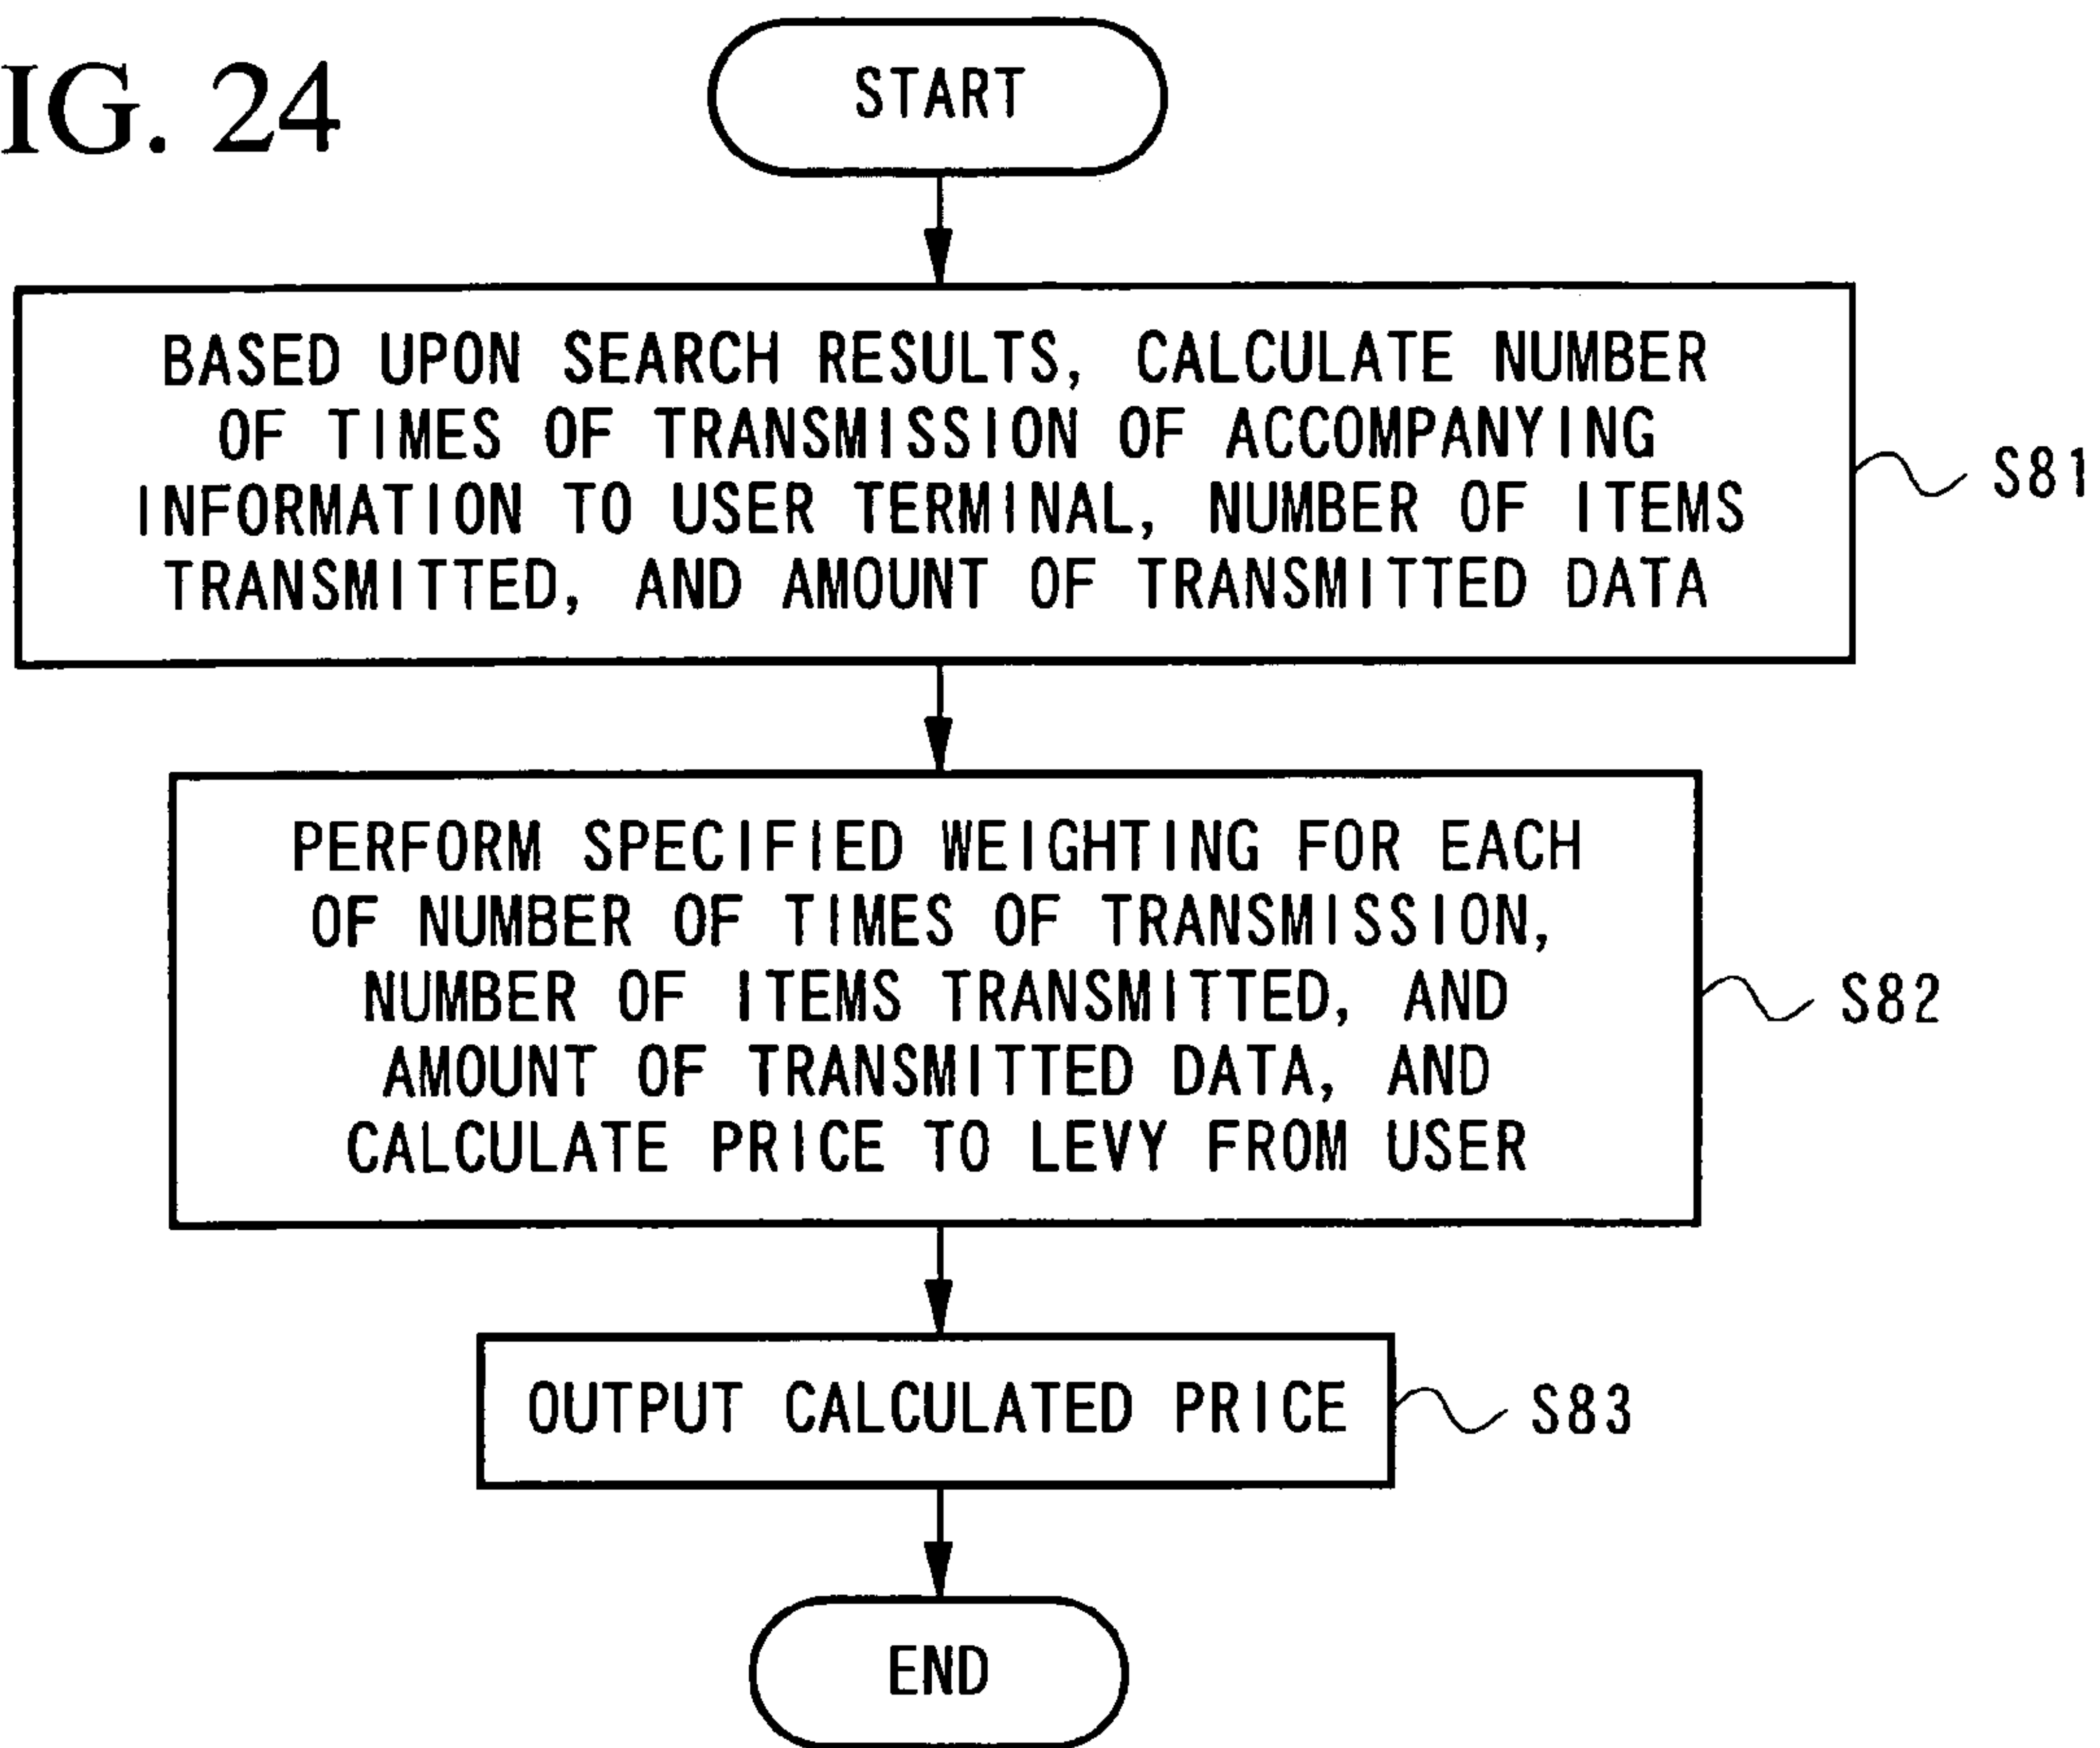 IG. 24
START
BASED UPON SEARCH RESULTS, CALCULATE NUMBER
OF TIMES OF TRANSMISSION OF ACCOMPANYING
INFORMATION TO USER TERMINAL, NUMBER OF ITEMS
TRANSMITTED, AND AMOUNT OF TRANSMITTED DATA
S81
PERFORM SPECIFIED WEIGHTING FOR EACH
OF NUMBER OF TIMES OF TRANSMISSION,
NUMBER OF ITEMS TRANSMITTED, AND
AMOUNT OF TRANSMITTED DATA, AND
CALCULATE PRICE TO LEVY FROM USER
S82
OUTPUT CALCULATED PRICE
S83
END